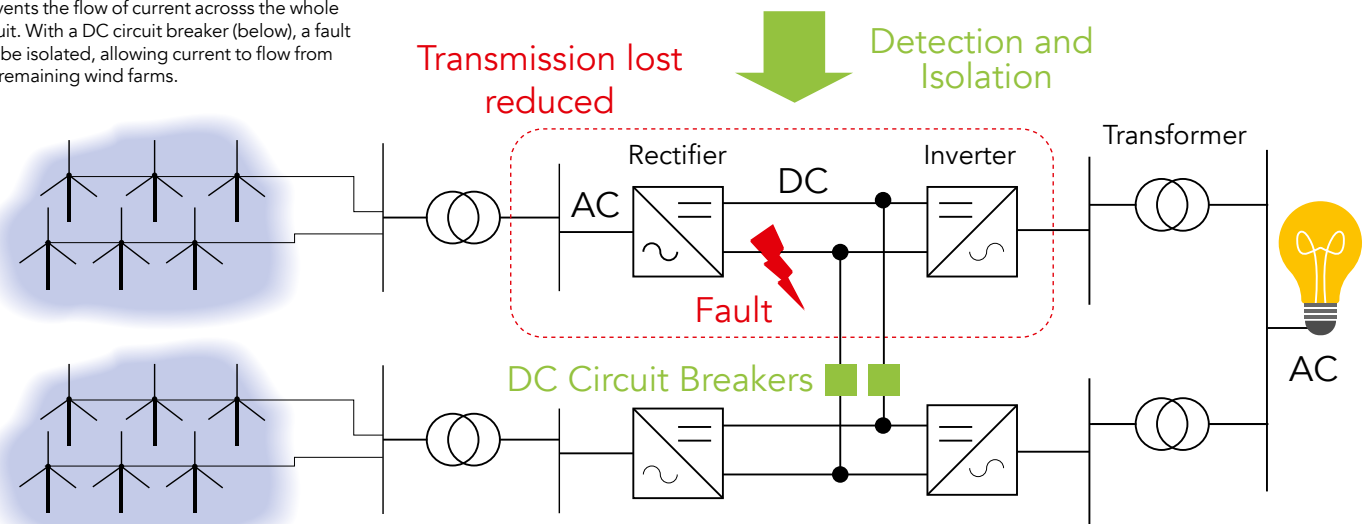 vents the flow of current acrosss the whole
uit. With a DC circuit breaker (below), a fault
be isolated, allowing current to flow from
remaining wind farms.
Transmission lost
reduced
Detection and
Isolation
Transformer
Rectifier
Inverter
AC
DC
Fault
DC Circuit Breakers
AC